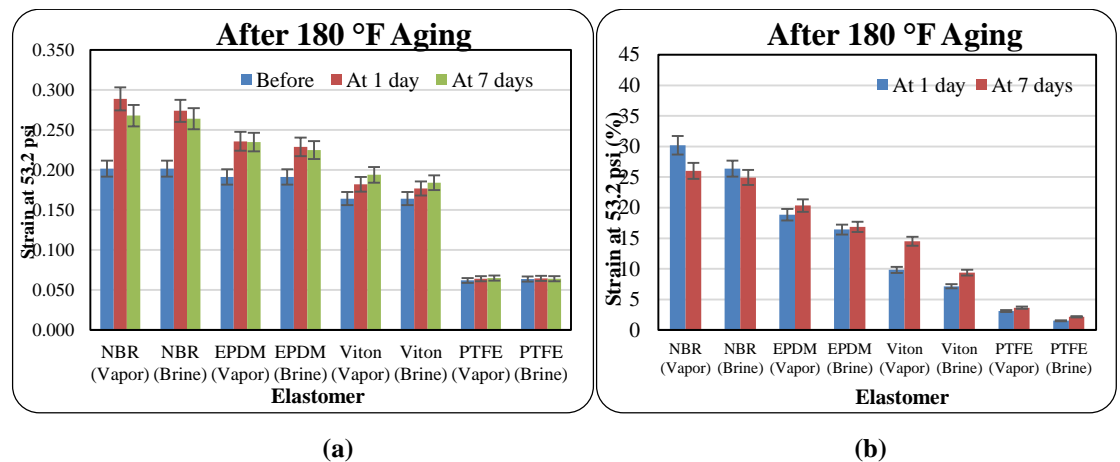 After 180 °F Aging
Before At 1 day At 7 days
Strain at 53.2 psi
0.350
0.300
0.250
0.200
0.150
0.100
0.050
0.000
NBR NBR EPDM EPDM Viton Viton PTFE PTFE
(Vapor) (Brine) (Vapor) (Brine) (Vapor) (Brine) (Vapor) (Brine)
Elastomer
(a)
After 180 °F Aging
At 1 day At 7 days
Strain at 53.2 psi (%)
45
40
35
30
25
20
15
10
5
0
NBR NBR EPDM EPDM Viton Viton PTFE PTFE
(Vapor) (Brine) (Vapor) (Brine) (Vapor) (Brine) (Vapor) (Brine)
Elastomer
(b)